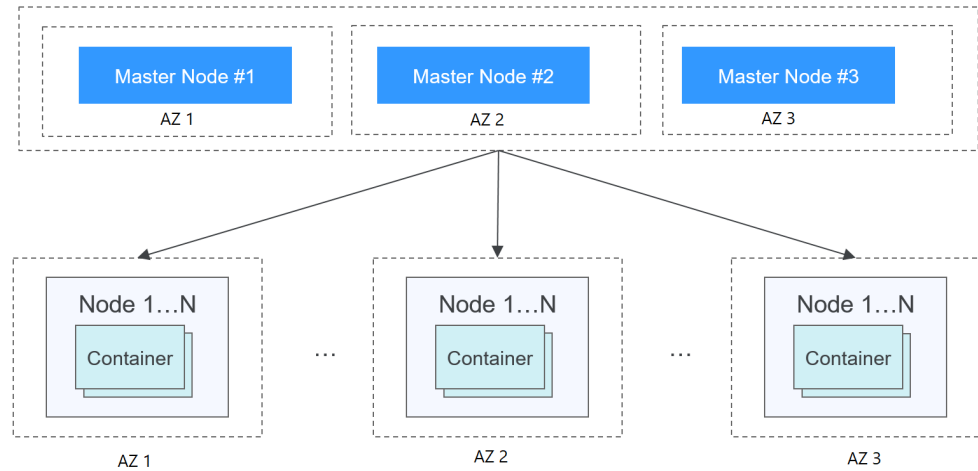 Master Node #1
Master Node #2
Master Node #3
AZ 1
AZ 2
AZ 3
Node 1…N
Node 1…N
Node 1…N
Container
…
Container
…
Container
AZ 1
AZ 2
AZ 3